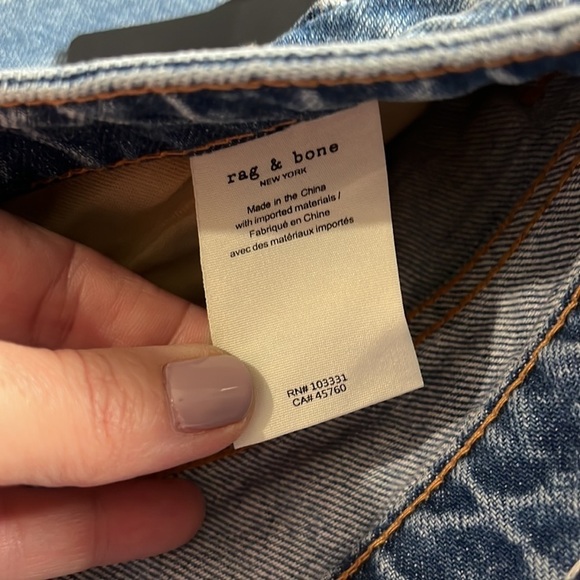 rag & bone
NEW YORK
Made in the China
with imported materials /
Fabriqué en Chine
avec des matériaux importés
RN# 103331
CA# 45760